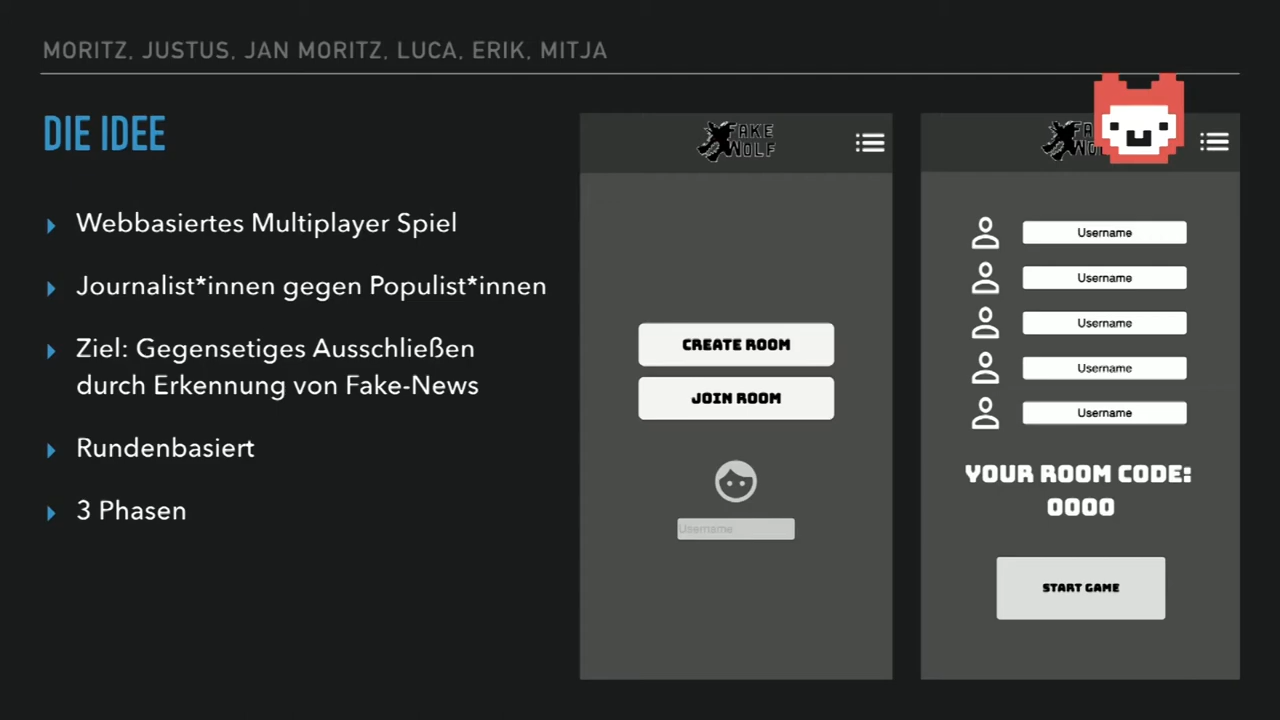 MORITZ, JUSTUS, JAN MORITZ, LUCA, ERIK, MITJA
DIE IDEE
Webbasiertes Multiplayer Spiel
Journalist*innen gegen Populist*innen
Ziel: Gegensetiges Ausschließen
durch Erkennung von Fake-News
Rundenbasiert
3 Phasen
FAKE
WOLF
CREATE ROOM
JOIN ROOM
Username
Username
Username
Username
Username
Username
YOUR ROOM CODE:
0000
START GAME